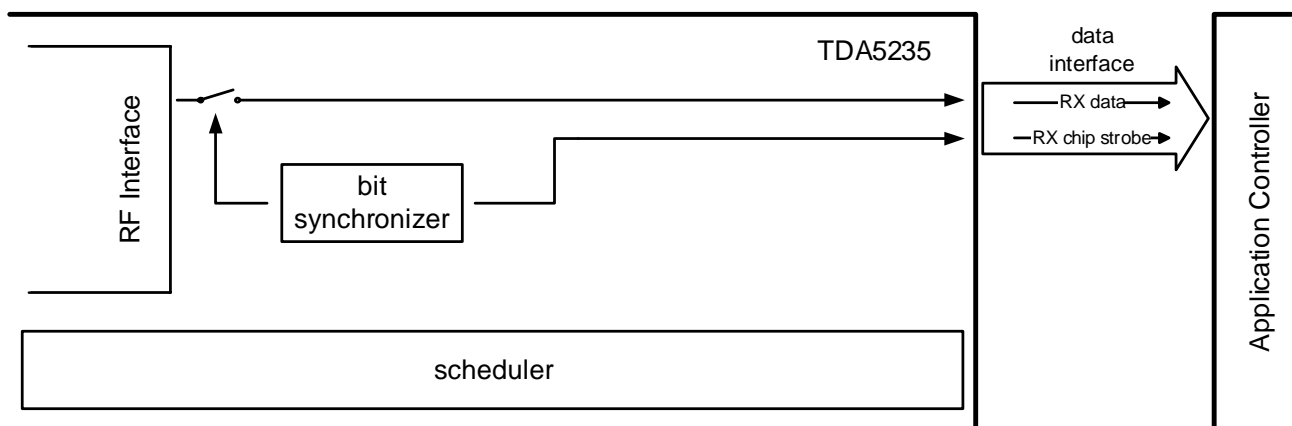 TDA5235
data
interface
RX data
RX chip strobe
RF Interface
bit
synchronizer
scheduler
Application Controller